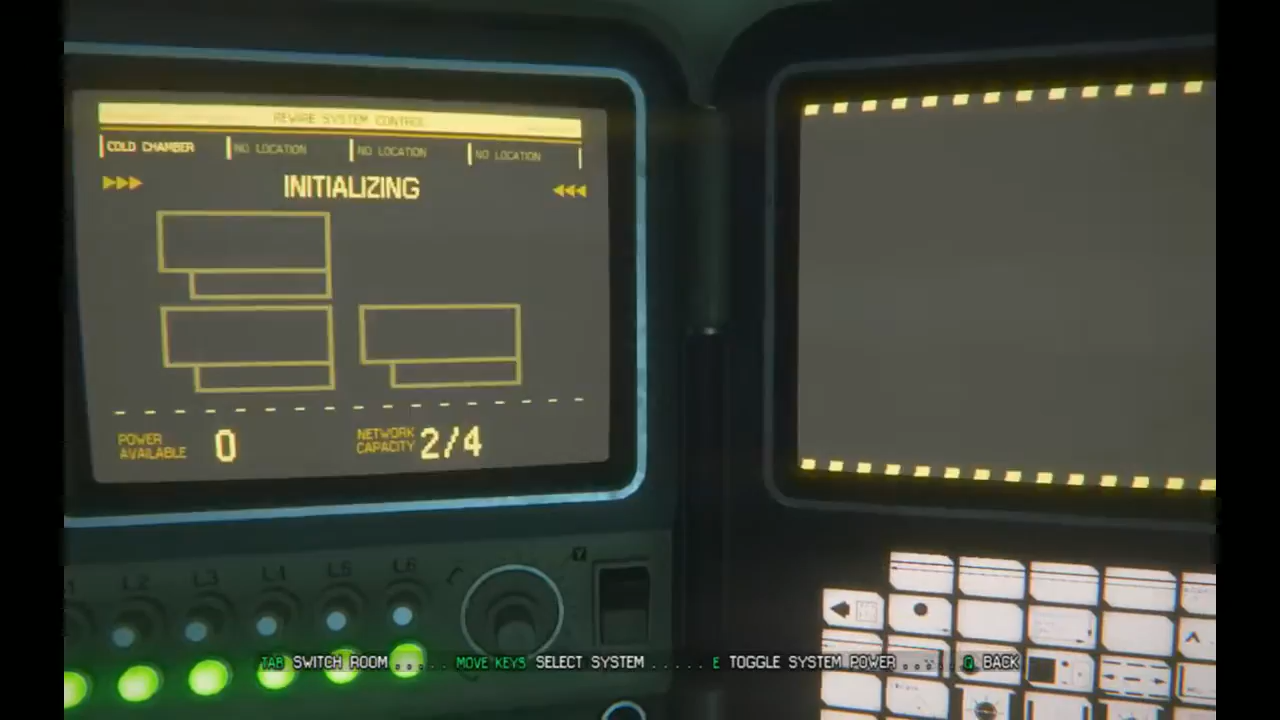 REWIRE SYSTEM CONTROL
COLD CHAMBER NO LOCATION NO LOCATION NO LOCATION
INITIALIZING
POWER AVAILABLE 0 NETWORK CAPACITY 2/4
L2 L3 L4 L5 L6 Y
TAB SWITCH ROOM ..... MOVE KEYS SELECT SYSTEM ..... E TOGGLE SYSTEM POWER ..... Q BACK